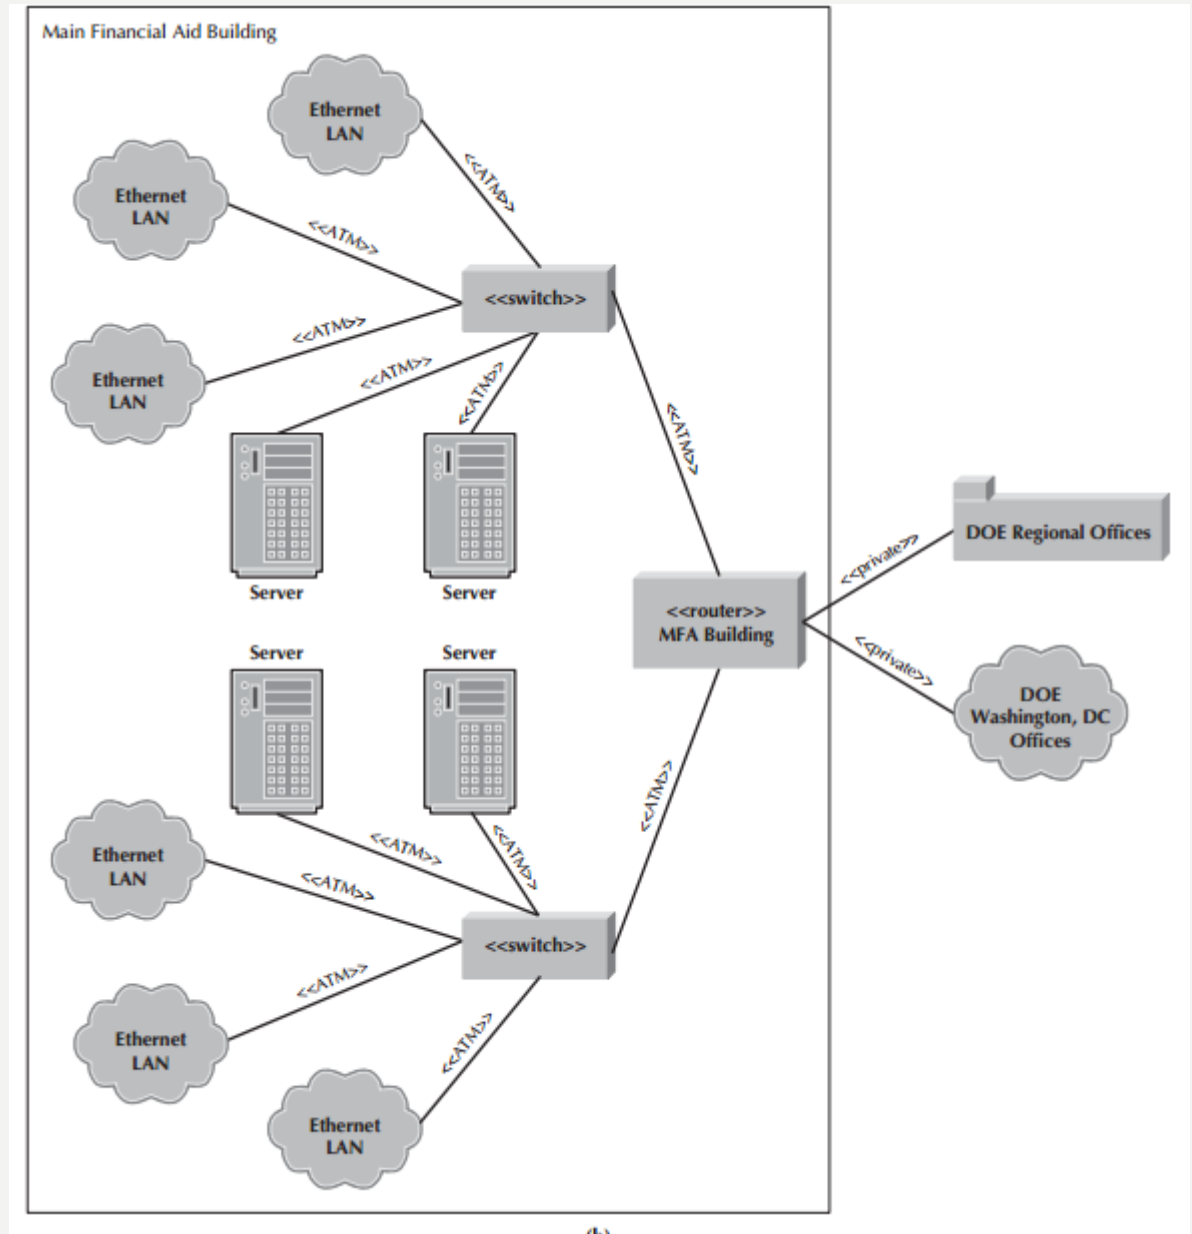 Main Financial Aid Building
Ethernet
LAN
<<ATM>>
Ethernet
LAN
<<ATM>>
<<switch>>
<<ATM>>
Ethernet
LAN
<<ATM>>
<<ATM>>
<<ATM>>
Server
Server
DOE Regional Offices
<<private>>
<<router>>
MFA Building
<<private>>
DOE
Washington, DC
Offices
Server
Server
<<ATM>>
<<ATM>>
<<ATM>>
Ethernet
LAN
<<ATM>>
<<switch>>
<<ATM>>
Ethernet
LAN
<<ATM>>
Ethernet
LAN